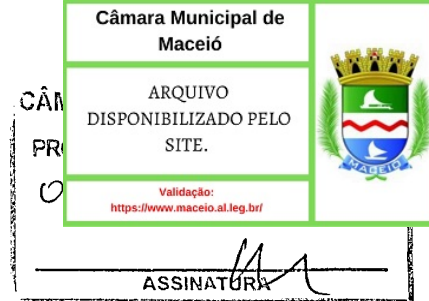 Câmara Municipal de
Maceió
ARQUIVO
DISPONIBILIZADO PELO
SITE.
Validação:
https://www.maceio.al.leg.br/
MACEIÓ
ASSINATURA